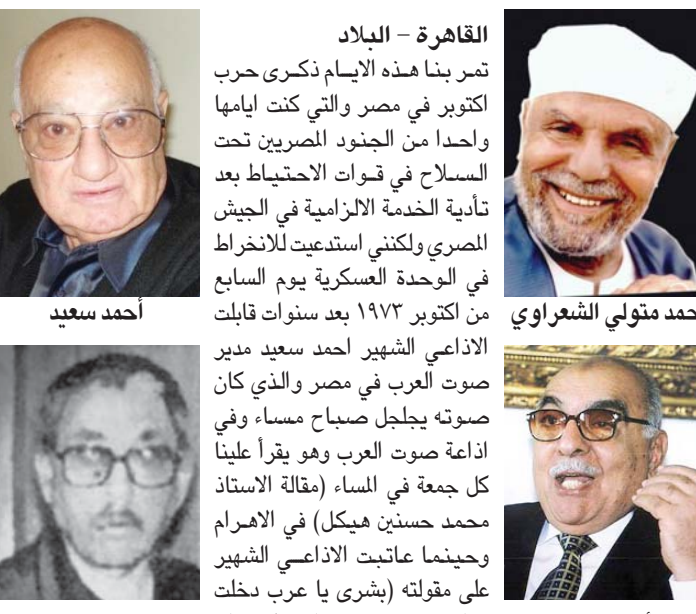 القاهرة – البلاد
تمر بنا هذه الايام ذكرى حرب
اكتوبر في مصر والتي كنت ايامها
واحدا من الجنود المصريين تحت
السلاح في قوات الاحتياط بعد
تأدية الخدمة الالزامية في الجيش
المصري ولكنني استدعيت للانخراط
في الوحدة العسكرية يوم السابع
من اكتوبر ١٩٧٣ بعد سنوات قابلت
الاذاعي الشهير احمد سعيد مدير
صوت العرب في مصر والذي كان
صوته يجلجل صباح مساء وفي
اذاعة صوت العرب وهو يقرأ علينا
كل جمعة في المساء (مقالة الاستاذ
محمد حسنين هيكل) في الاهرام
وحينما عاتبت الاذاعي الشهير
على مقولته (بشرى يا عرب دخلت
حمد متولي الشعراوي
أحمد سعيد